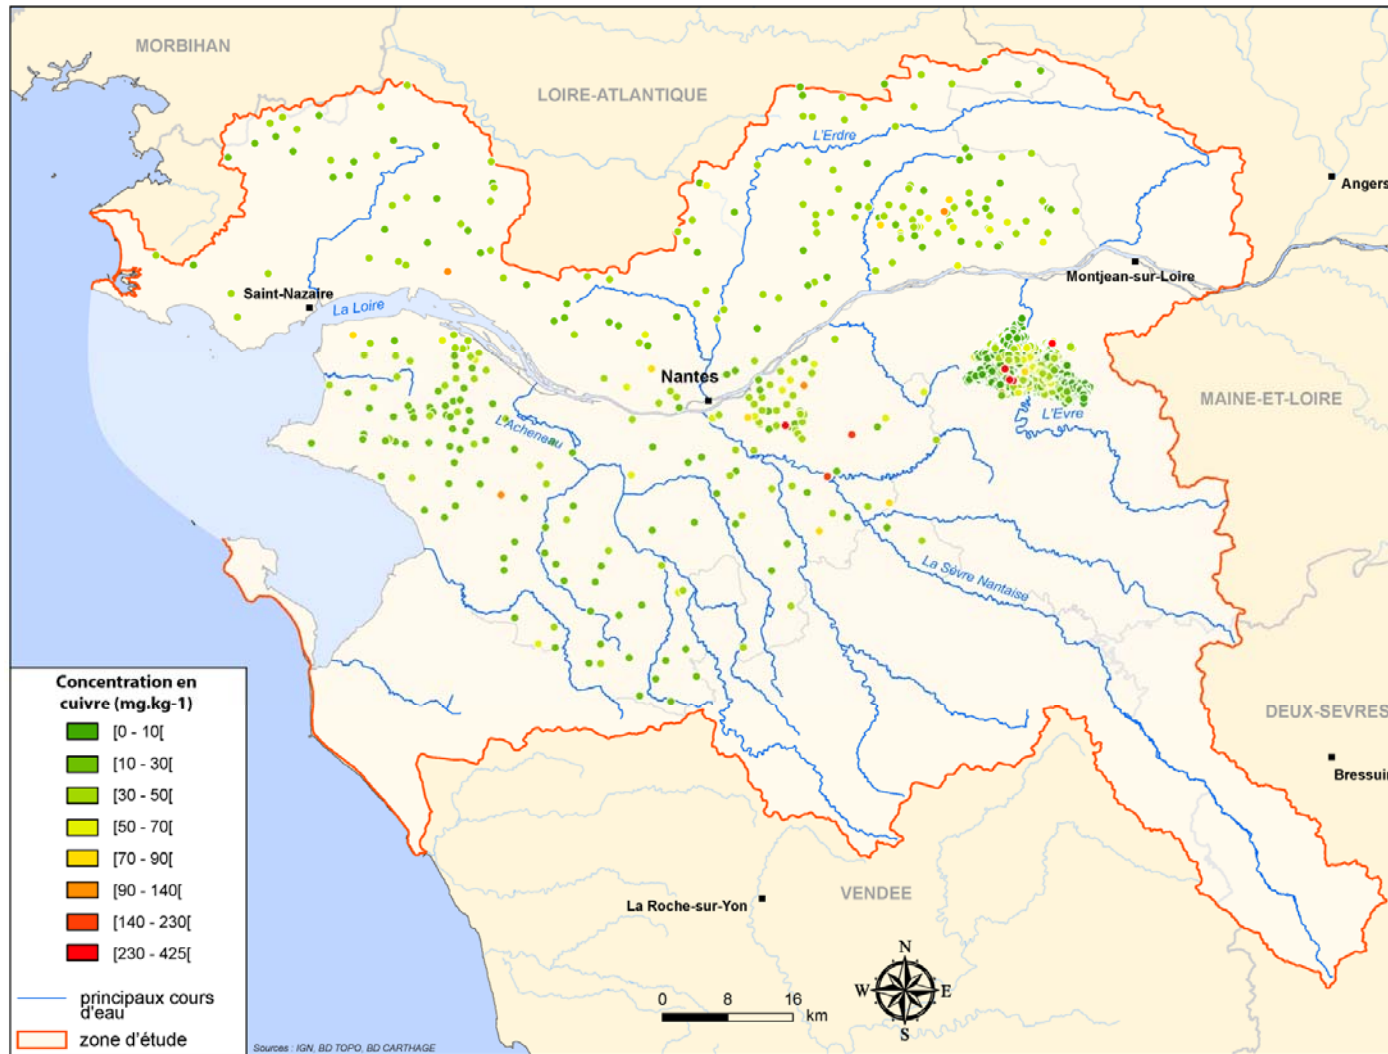 MORBIHAN
LOIRE-ATLANTIQUE
L'Erdre
Angers
Montjean-sur-Loire
Saint-Nazaire
La Loire
Nantes
MAINE-ET-LOIRE
L'Evre
L'Acheneau
La Sèvre Nantaise
DEUX-SEVRES
Bressuir
VENDEE
La Roche-sur-Yon
Concentration en
cuivre (mg.kg-1)
[0 - 10[
[10 - 30[
[30 - 50[
[50 - 70[
[70 - 90[
[90 - 140[
[140 - 230[
[230 - 425[
principaux cours
d'eau
zone d'étude
Sources : IGN, BD TOPO, BD CARTHAGE
N
W
E
S
0 8 16
km